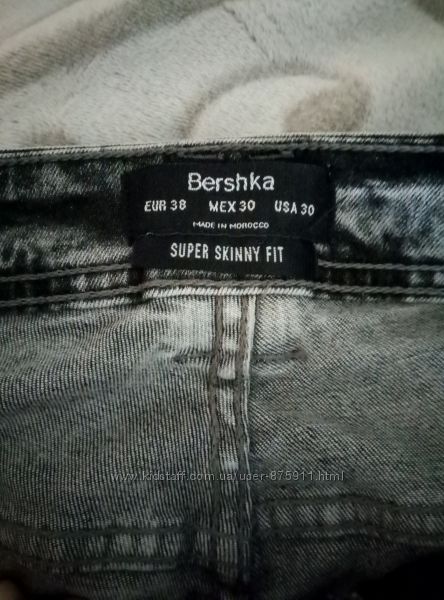 Bershka
EUR 38 MEX 30 USA 30
MADE IN MOROCCO
SUPER SKINNY FIT
www.kidstaff.com.ua/user-875911.html